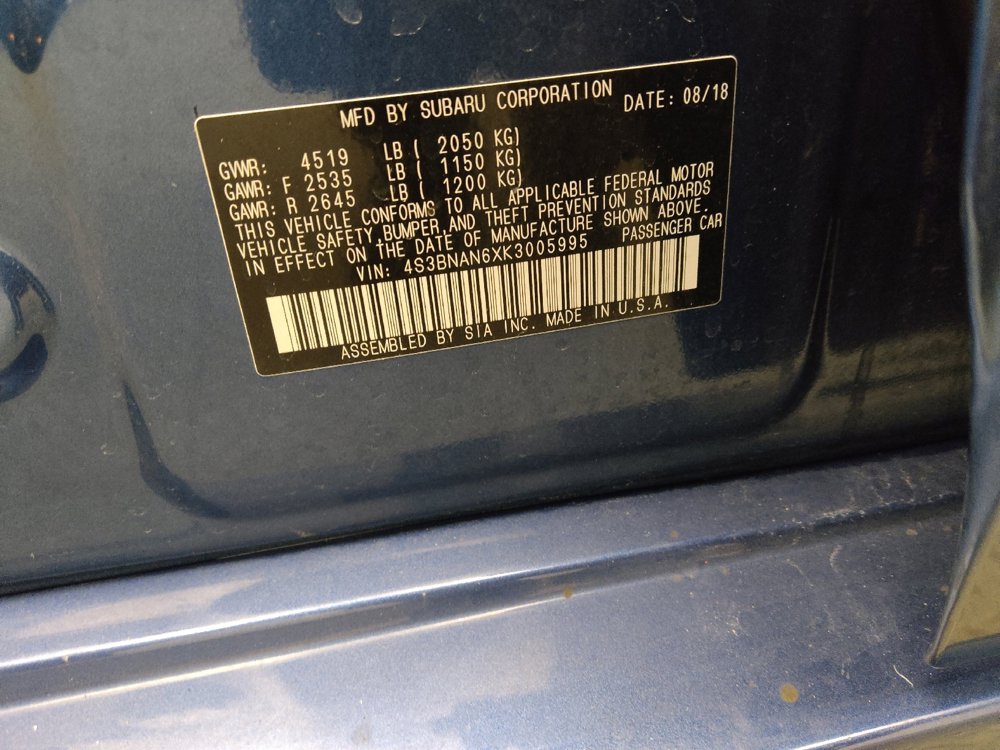 MFD BY SUBARU CORPORATION DATE: 08/18
GVWR: 4519 LB ( 2050 KG)
GAWR: F 2535 LB ( 1150 KG)
GAWR: R 2645 LB ( 1200 KG)
THIS VEHICLE CONFORMS TO ALL APPLICABLE FEDERAL MOTOR
VEHICLE SAFETY,BUMPER,AND THEFT PREVENTION STANDARDS
IN EFFECT ON THE DATE OF MANUFACTURE SHOWN ABOVE.
VIN: 4S3BNAN6XK3005995 PASSENGER CAR
ASSEMBLED BY SIA INC. MADE IN U.S.A.